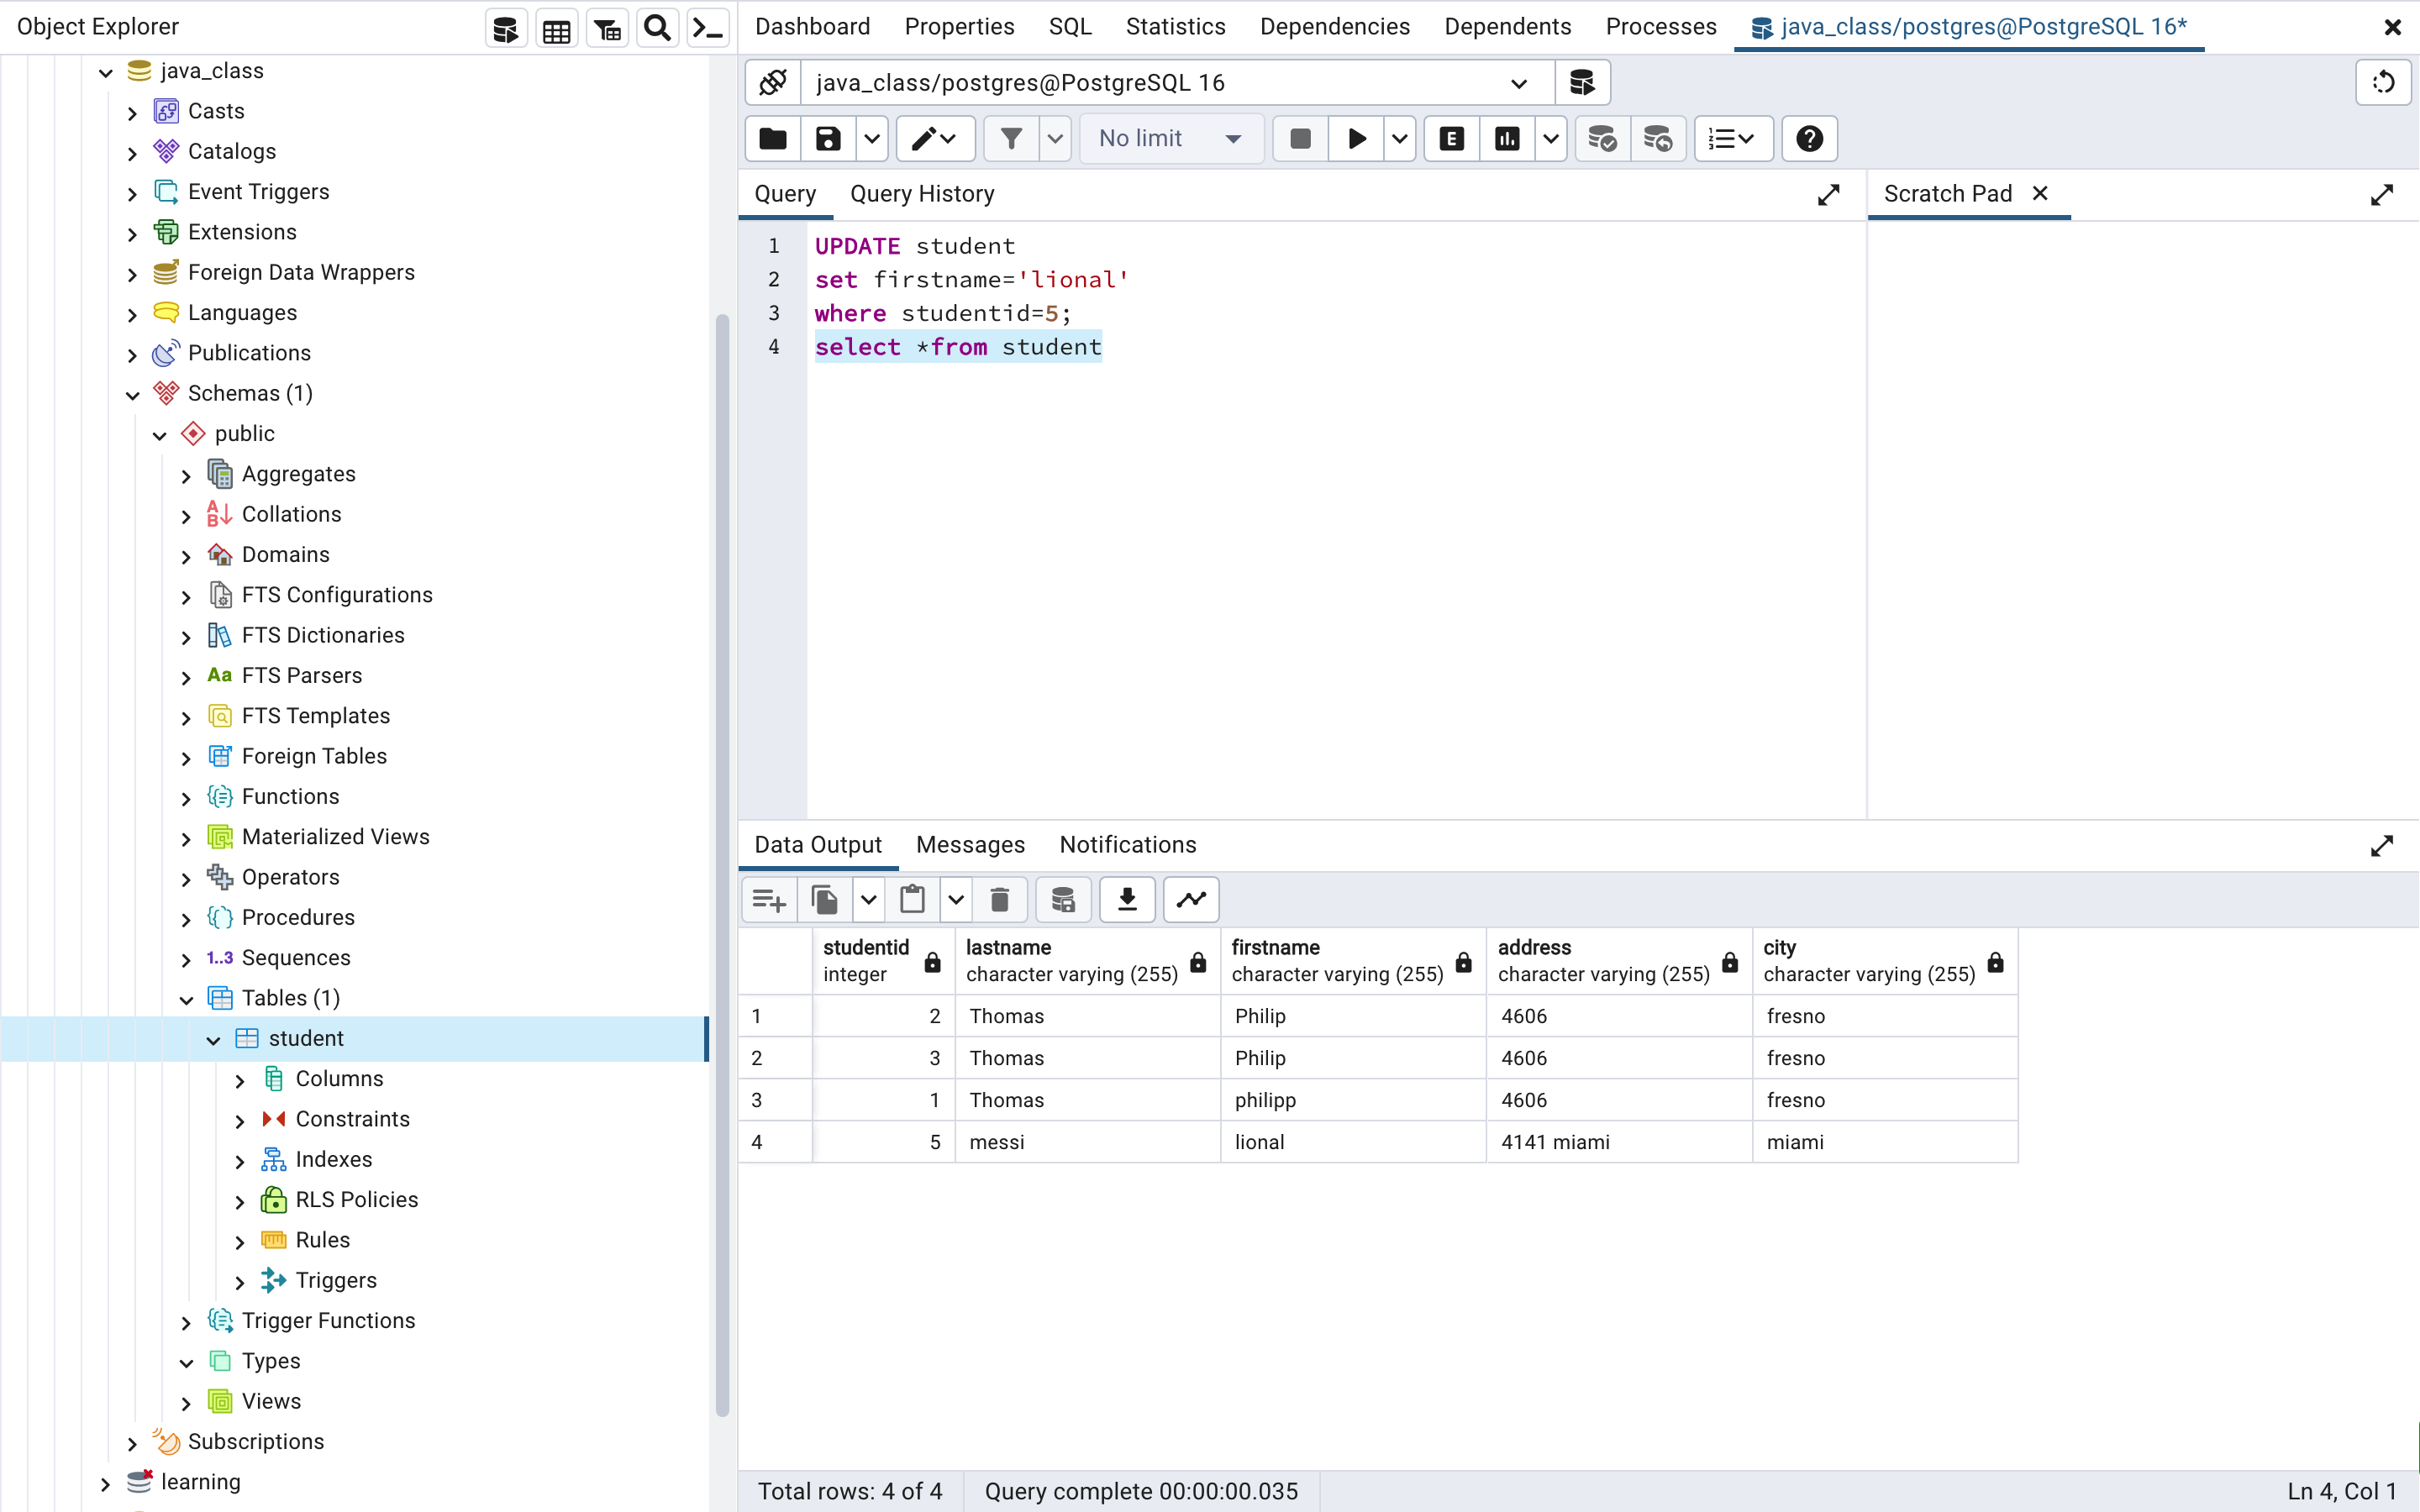 Object Explorer
java_class
Casts
Catalogs
Event Triggers
Extensions
Foreign Data Wrappers
Languages
Publications
Schemas (1)
public
Aggregates
Collations
Domains
FTS Configurations
FTS Dictionaries
Aa FTS Parsers
FTS Templates
Foreign Tables
Functions
Materialized Views
Operators
Procedures
1..3 Sequences
Tables (1)
student
Columns
Constraints
Indexes
RLS Policies
Rules
Triggers
Trigger Functions
Types
Views
Subscriptions
learning
Dashboard Properties SQL Statistics Dependencies Dependents Processes java_class/postgres@PostgreSQL 16*
java_class/postgres@PostgreSQL 16
No limit E
Query Query History
1 UPDATE student
2 set firstname='lional'
3 where studentid=5;
4 select *from student
Scratch Pad
Data Output Messages Notifications
studentid lastname firstname address city
integer character varying (255) character varying (255) character varying (255) character varying (255)
1 2 Thomas Philip 4606 fresno
2 3 Thomas Philip 4606 fresno
3 1 Thomas philipp 4606 fresno
4 5 messi lional 4141 miami miami
Total rows: 4 of 4 Query complete 00:00:00.035 Ln 4, Col 1